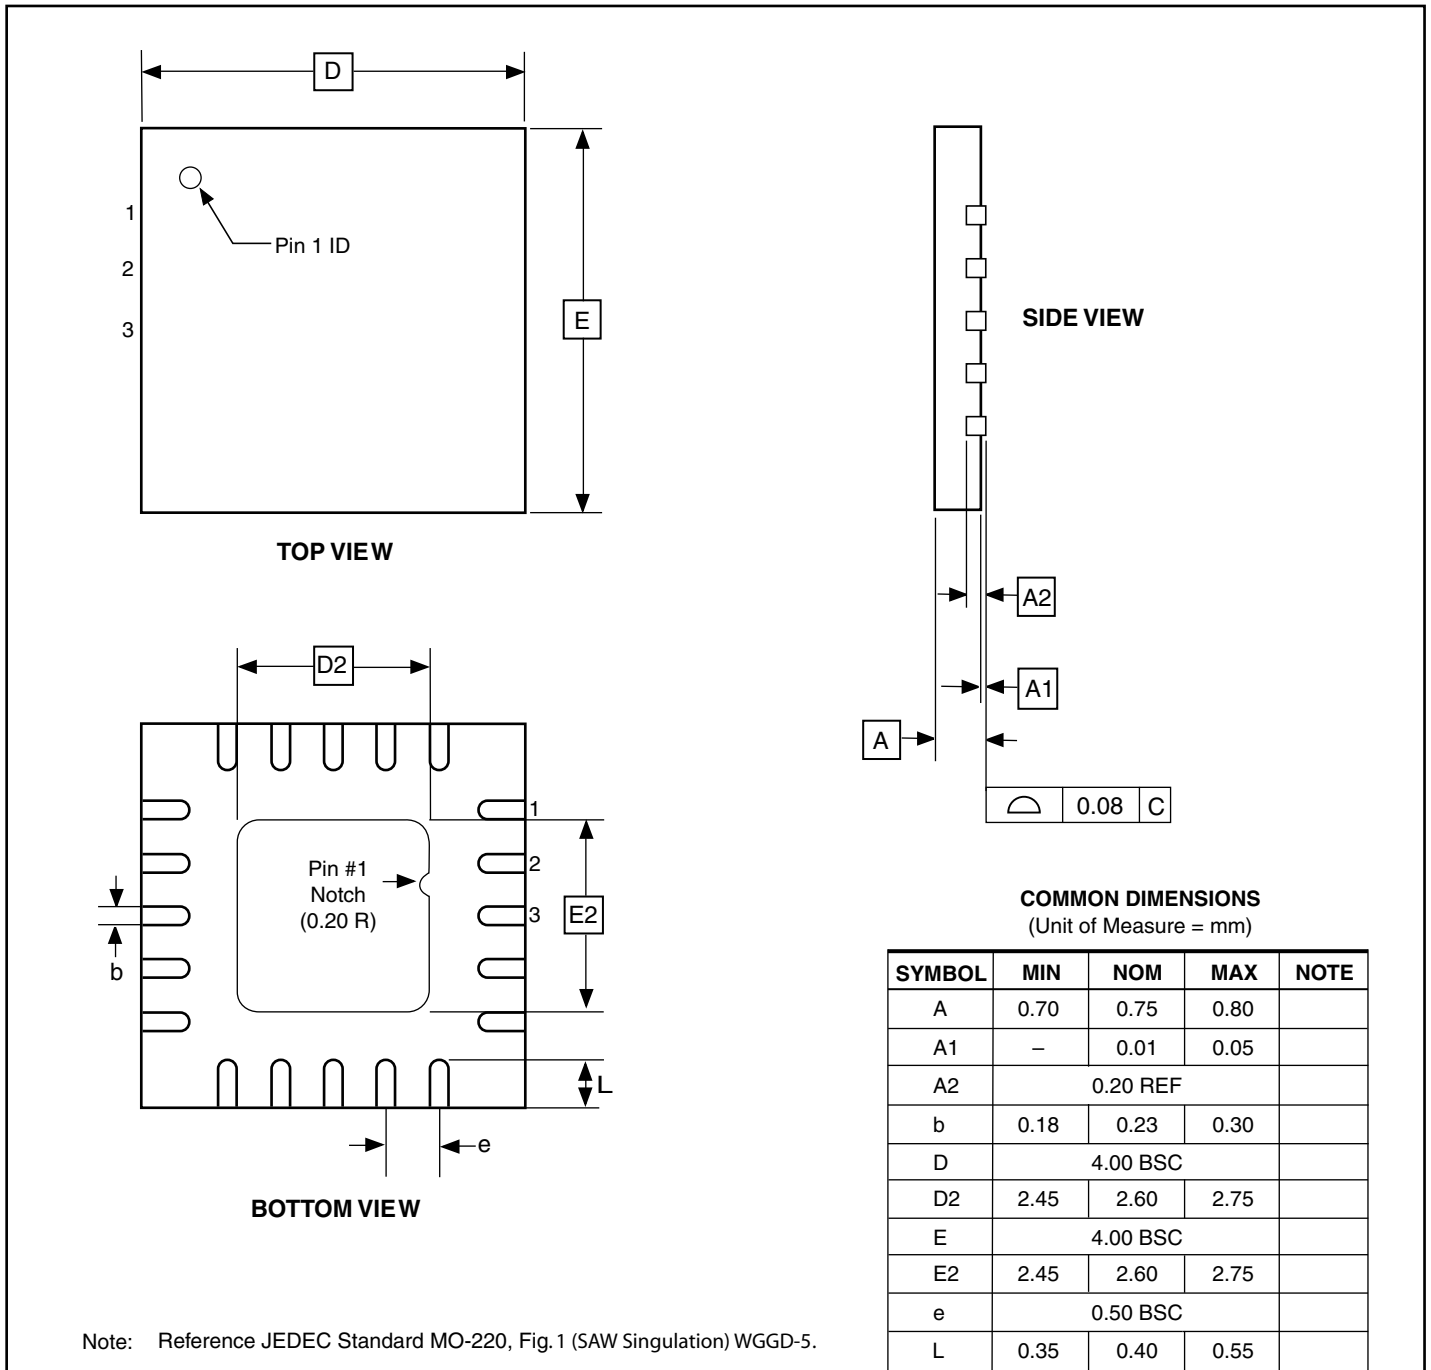 D
1
Pin 1 ID
2
3
E
SIDE VIEW
TOP VIEW
A2
D2
A1
A
0.08 C
1
Pin #1
Notch
(0.20 R)
2
3
E2
b
L
e
BOTTOM VIEW
COMMON DIMENSIONS
(Unit of Measure = mm)
SYMBOL MIN NOM MAX NOTE
A 0.70 0.75 0.80
A1 – 0.01 0.05
A2 0.20 REF
b 0.18 0.23 0.30
D 4.00 BSC
D2 2.45 2.60 2.75
E 4.00 BSC
E2 2.45 2.60 2.75
e 0.50 BSC
L 0.35 0.40 0.55
Note: Reference JEDEC Standard MO-220, Fig. 1 (SAW Singulation) WGGD-5.